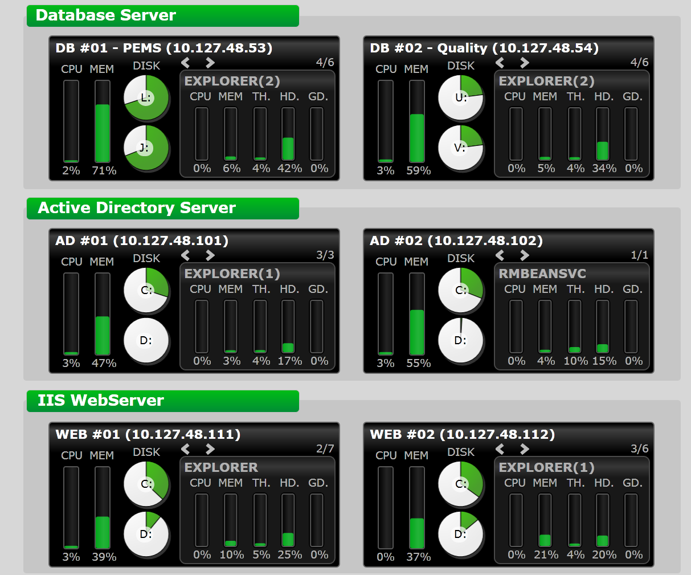 Database Server
DB #01 - PEMS (10.127.48.53)
CPU MEM DISK 4/6
L:
J:
2% 71%
EXPLORER(2)
CPU MEM TH. HD. GD.
0% 6% 4% 42% 0%
DB #02 - Quality (10.127.48.54)
CPU MEM DISK 4/6
U:
V:
3% 59%
EXPLORER(2)
CPU MEM TH. HD. GD.
0% 5% 4% 34% 0%
Active Directory Server
AD #01 (10.127.48.101)
CPU MEM DISK 3/3
C:
D:
3% 47%
EXPLORER(1)
CPU MEM TH. HD. GD.
0% 3% 4% 17% 0%
AD #02 (10.127.48.102)
CPU MEM DISK 1/1
C:
D:
3% 55%
RMBEANSVC
CPU MEM TH. HD. GD.
0% 4% 10% 15% 0%
IIS WebServer
WEB #01 (10.127.48.111)
CPU MEM DISK 2/7
C:
D:
3% 39%
EXPLORER
CPU MEM TH. HD. GD.
0% 10% 5% 25% 0%
WEB #02 (10.127.48.112)
CPU MEM DISK 3/6
C:
D:
0% 37%
EXPLORER(1)
CPU MEM TH. HD. GD.
0% 21% 4% 20% 0%